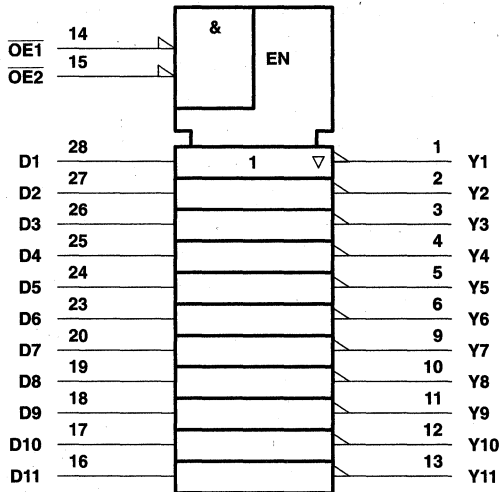 &
EN
OE1 14
OE2 15
D1 28 1 ▽ 1 Y1
D2 27 2 Y2
D3 26 3 Y3
D4 25 4 Y4
D5 24 5 Y5
D6 23 6 Y6
D7 20 9 Y7
D8 19 10 Y8
D9 18 11 Y9
D10 17 12 Y10
D11 16 13 Y11